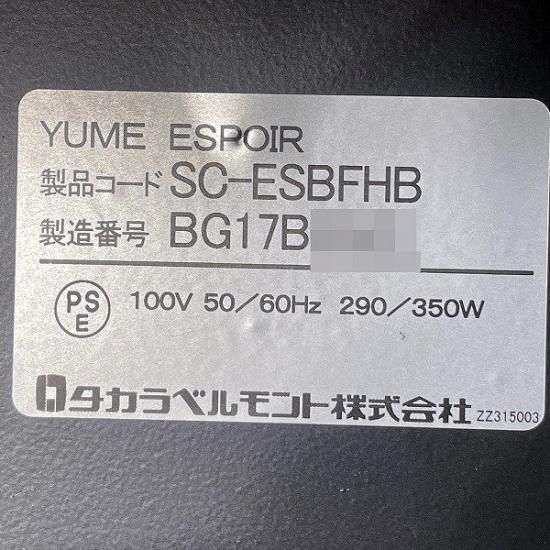 YUME ESPOIR
製品コード SC-ESBFHB
製造番号 BG17B
PS
E
100V 50/60Hz 290/350W
タカラベルモント株式会社 ZZ315003